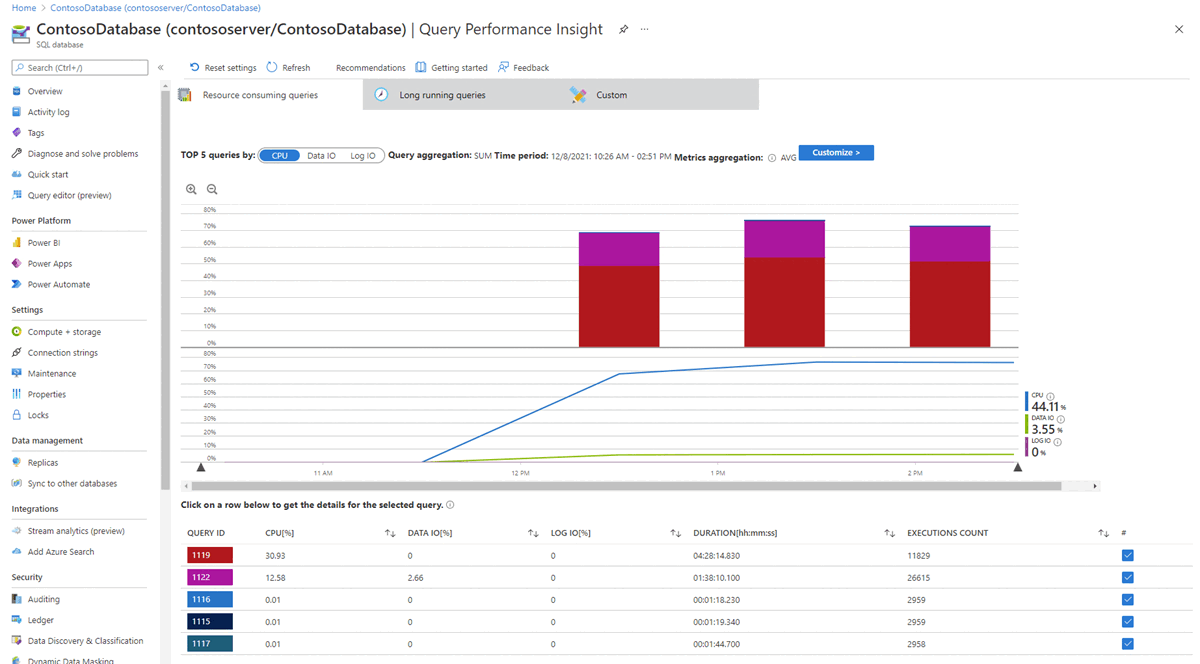 Home > ContosoDatabase (contososerver/ContosoDatabase)
ContosoDatabase (contososerver/ContosoDatabase) | Query Performance Insight ...
SQL database
Search (Ctrl+/)
Overview
Activity log
Tags
Diagnose and solve problems
Quick start
Query editor (preview)
Power Platform
Power BI
Power Apps
Power Automate
Settings
Compute + storage
Connection strings
Maintenance
Properties
Locks
Data management
Replicas
Sync to other databases
Integrations
Stream analytics (preview)
Add Azure Search
Security
Auditing
Ledger
Data Discovery & Classification
Dynamic Data Masking
Reset settings Refresh Recommendations Getting started Feedback
Resource consuming queries Long running queries Custom
TOP 5 queries by: CPU Data IO Log IO Query aggregation: SUM Time period: 12/8/2021: 10:26 AM - 02:51 PM Metrics aggregation: AVG Customize >
80%
70%
60%
50%
40%
30%
20%
10%
0%
80%
70%
60%
50%
40%
30%
20%
10%
0%
11 AM 12 PM 1 PM 2 PM
CPU
44.11 %
DATA IO
3.55 %
LOG IO
0 %
Click on a row below to get the details for the selected query.
QUERY ID CPU[%] DATA IO[%] LOG IO[%] DURATION[hh:mm:ss] EXECUTIONS COUNT #
1119 30.93 0 0 04:28:14.830 11829
1122 12.58 2.66 0 01:38:10.100 26615
1116 0.01 0 0 00:01:18.230 2959
1115 0.01 0 0 00:01:19.340 2959
1117 0.01 0 0 00:01:44.700 2958